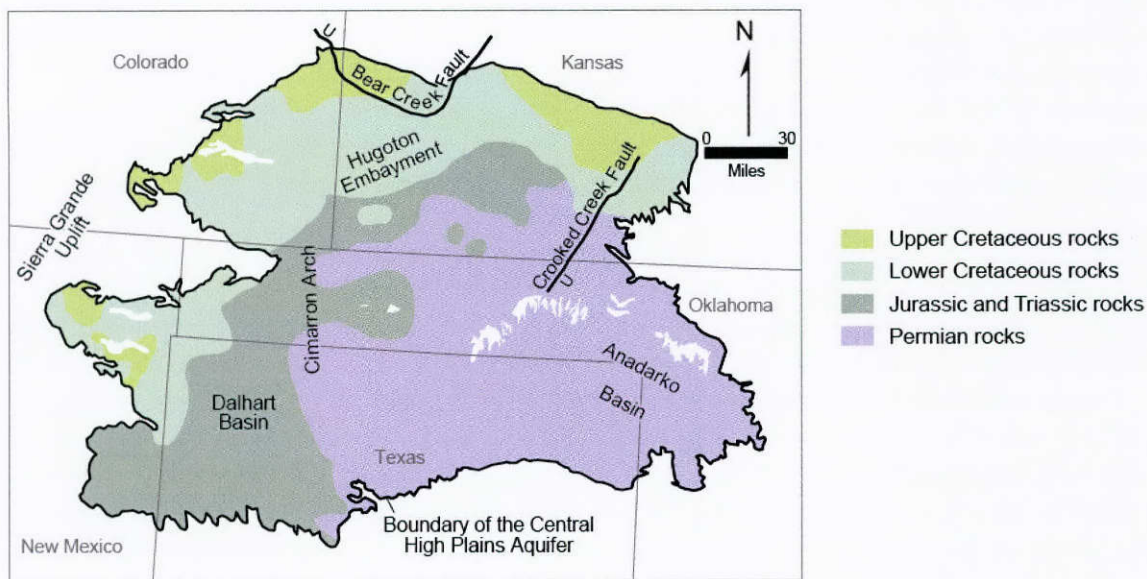 Colorado
Kansas
N
U
Bear Creek Fault
0 30
Miles
Hugoton
Embayment
Crooked Creek Fault
U
Sierra Grande
Uplift
Cimarron Arch
Oklahoma
Anadarko
Basin
Dalhart
Basin
Texas
New Mexico
Boundary of the Central
High Plains Aquifer
Upper Cretaceous rocks
Lower Cretaceous rocks
Jurassic and Triassic rocks
Permian rocks